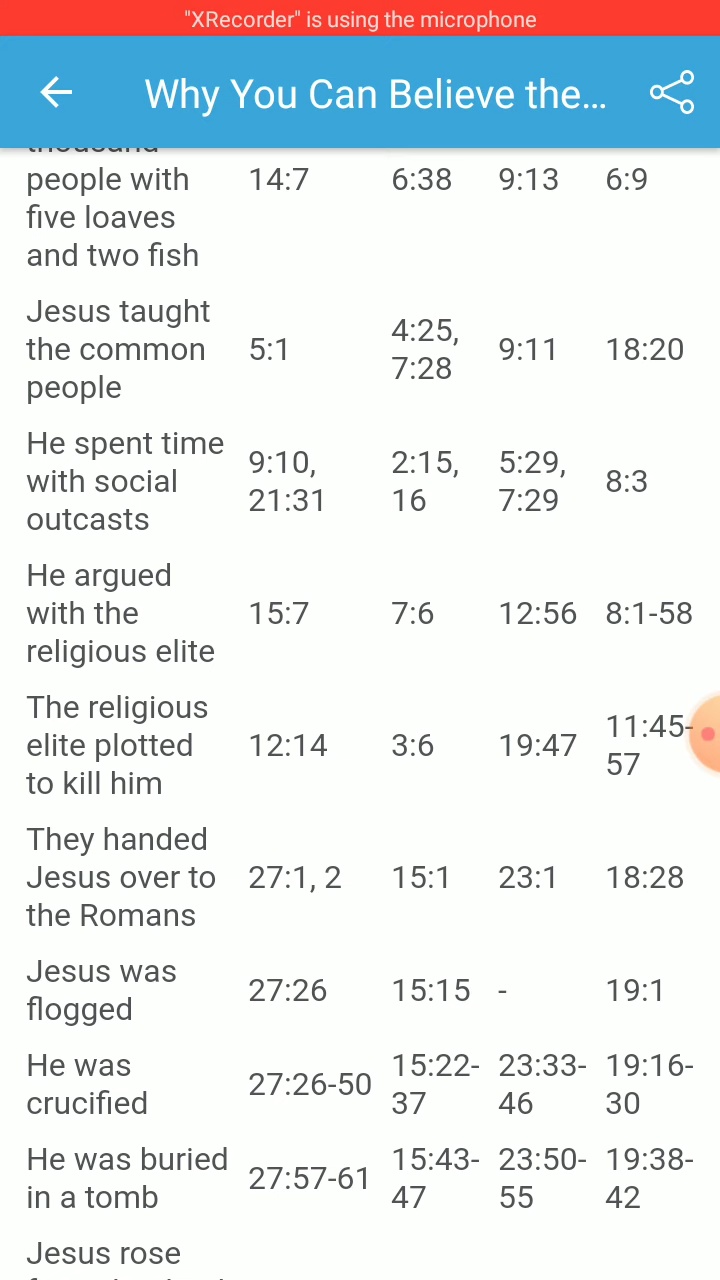 "XRecorder" is using the microphone
Why You Can Believe the...
thousand
people with
five loaves
and two fish
14:7
6:38
9:13
6:9
Jesus taught
the common
people
5:1
4:25,
7:28
9:11
18:20
He spent time
with social
outcasts
9:10,
21:31
2:15,
16
5:29,
7:29
8:3
He argued
with the
religious elite
15:7
7:6
12:56
8:1-58
The religious
elite plotted
to kill him
12:14
3:6
19:47
11:45-
57
They handed
Jesus over to
the Romans
27:1, 2
15:1
23:1
18:28
Jesus was
flogged
27:26
15:15
-
19:1
He was
crucified
27:26-50
15:22-
37
23:33-
46
19:16-
30
He was buried
in a tomb
27:57-61
15:43-
47
23:50-
55
19:38-
42
Jesus rose